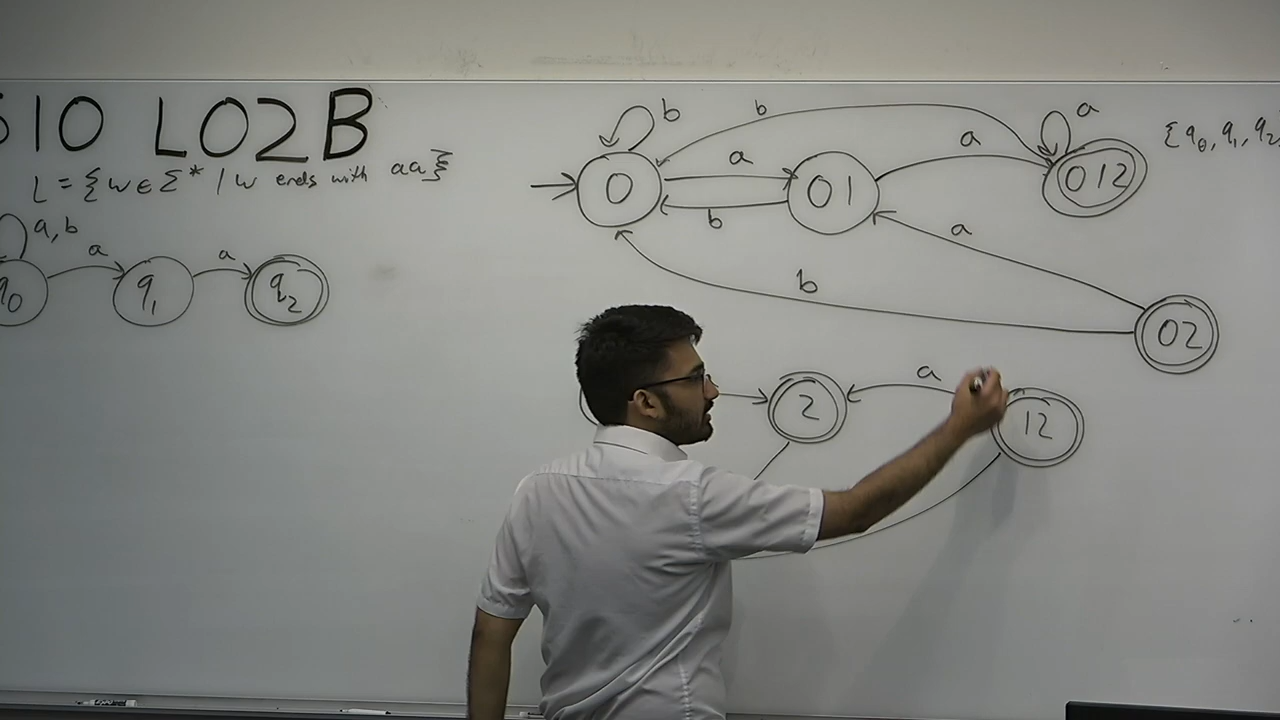 510 L02B
L = {w ∈ Σ* | w ends with aa}
a,b
a
a
q0
q1
q2
b
b
a
a
a
0
01
012
{q0, q1, q2
b
a
b
02
a
2
12